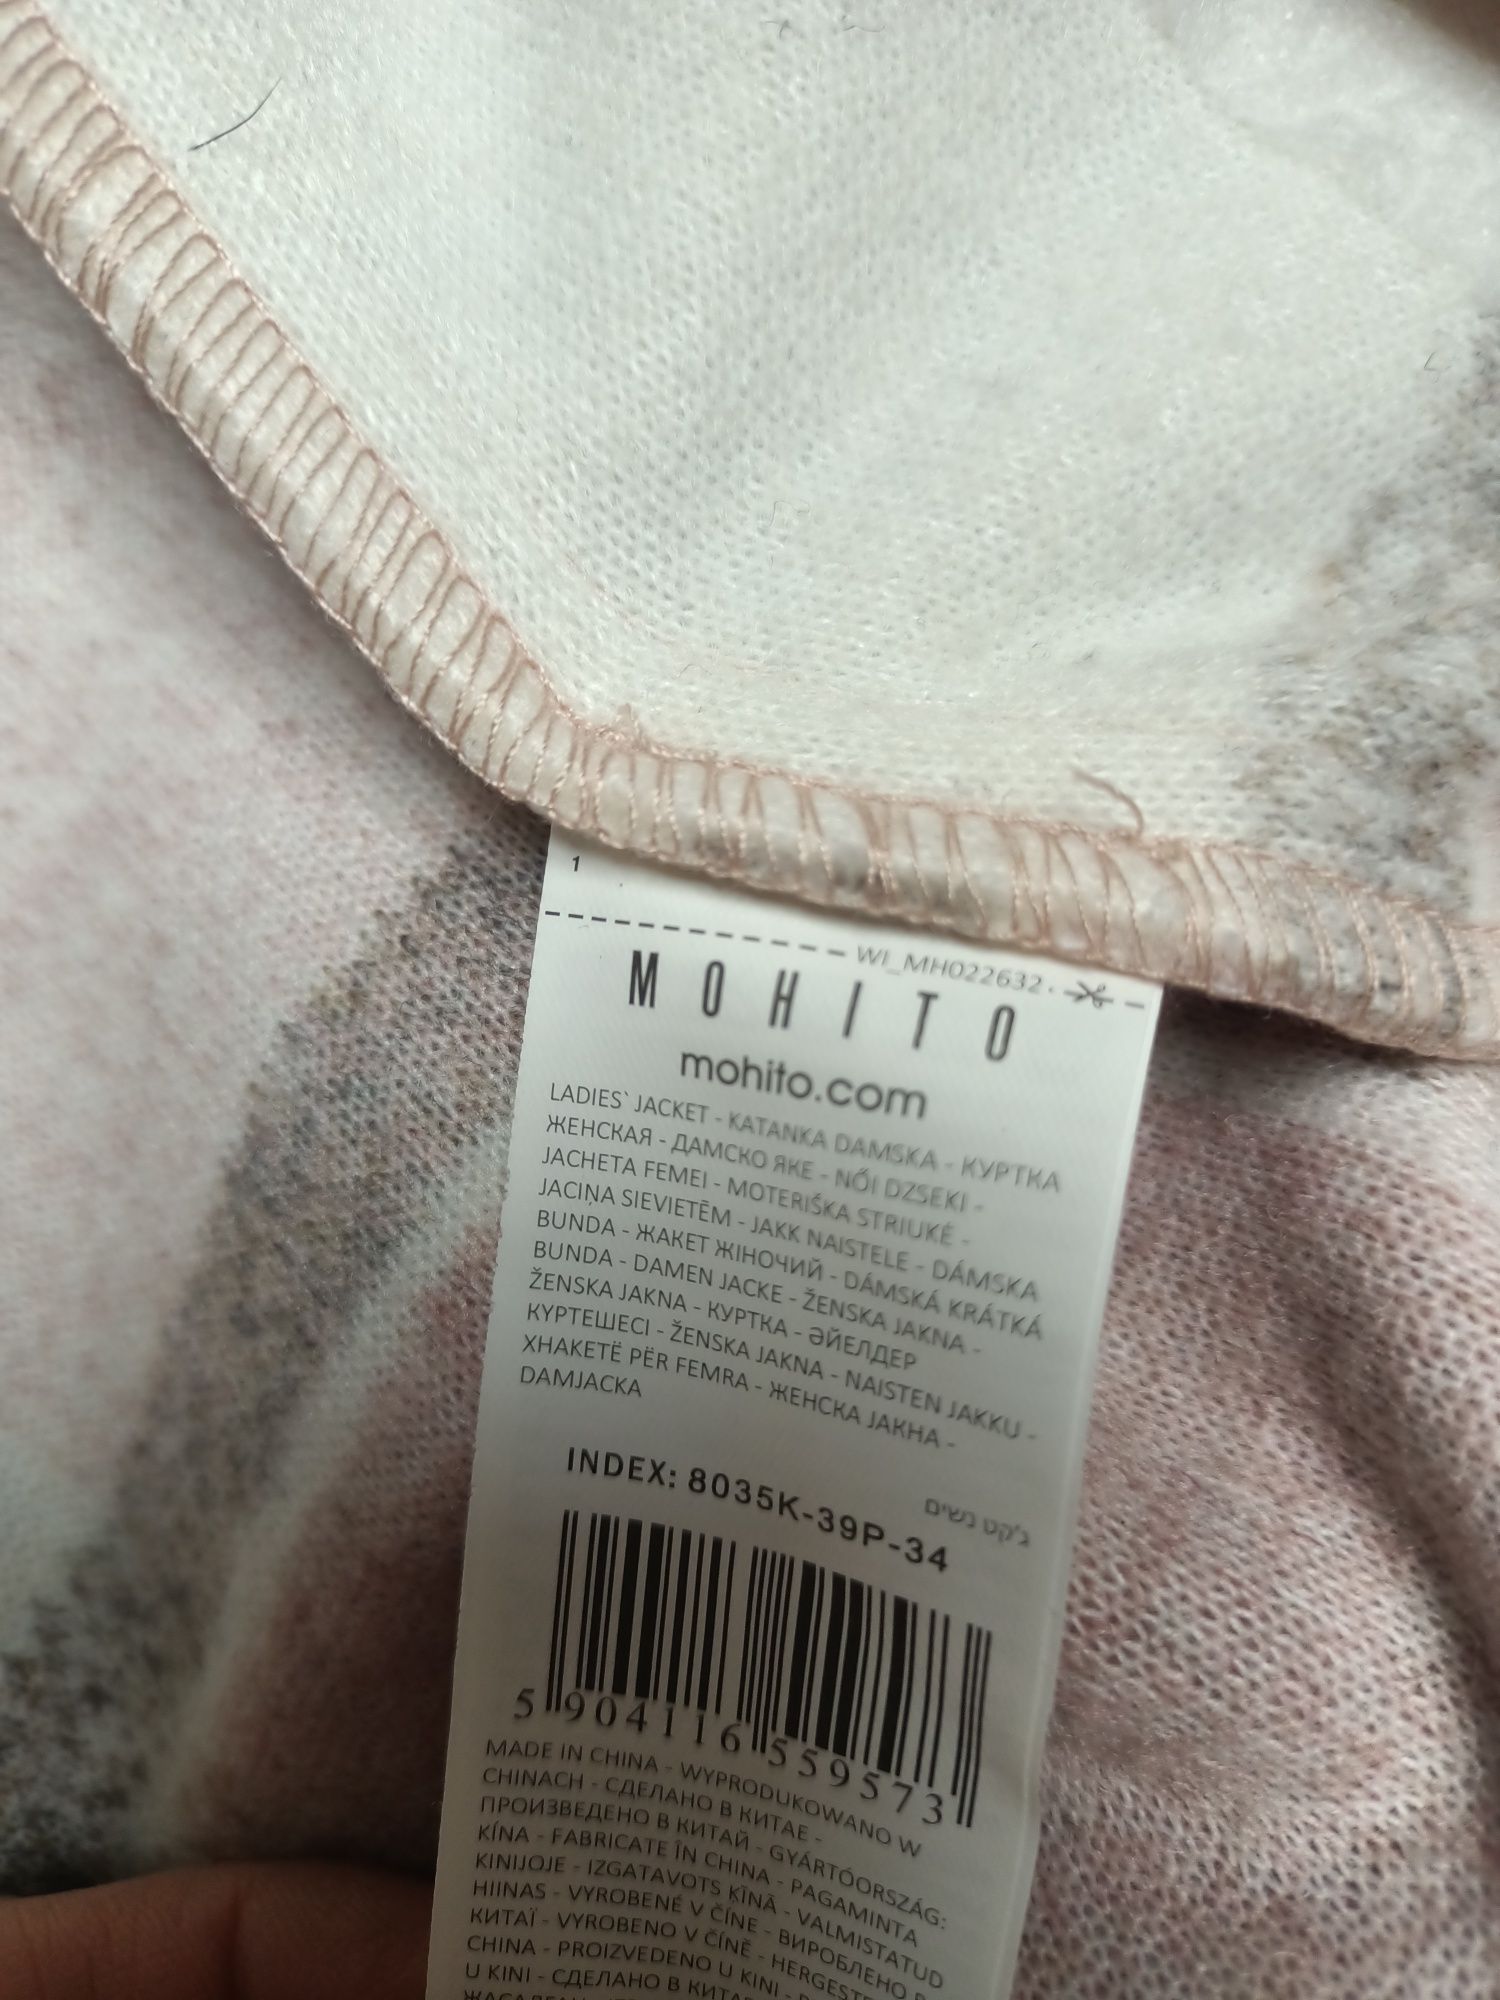 1
WI_MH022632
MOHITO
mohito.com
LADIES` JACKET - KATANKA DAMSKA - КУРТКА
ЖЕНСКАЯ - ДАМСКО ЯКЕ - NŐI DZSEKI -
JACHETA FEMEI - MOTERIŠKA STRIUKĖ -
JACIŅA SIEVIETĒM - JAKK NAISTELE - DÁMSKA
BUNDA - ЖАКЕТ ЖІНОЧИЙ - DÁMSKÁ KRÁTKÁ
BUNDA - DAMEN JACKE - ŽENSKA JAKNA -
ŽENSKA JAKNA - КУРТКА - ӘЙЕЛДЕР
КҮРТЕШЕСІ - ŽENSKA JAKNA - NAISTEN JAKKU -
XHAKETË PËR FEMRA - ЖЕНСКА ЈАКНА -
DAMJACKA
ג'קט נשים
INDEX: 8035K-39P-34
5 904116 559573
MADE IN CHINA - WYPRODUKOWANO W
CHINACH - СДЕЛАНО В КИТАЕ -
ПРОИЗВЕДЕНО В КИТАЙ - GYÁRTÓORSZÁG:
KÍNA - FABRICATE ÎN CHINA - PAGAMINTA
KINIJOJE - IZGATAVOTS ĶĪNĀ - VALMISTATUD
HIINAS - VYROBENÉ V ČÍNE - ВИРОБЛЕНО В
КИТАЇ - VYROBENO V ČÍNĚ - HERGESTE
CHINA - PROIZVEDENO U KINI -
U KINI - СДЕЛАНО В КИТА